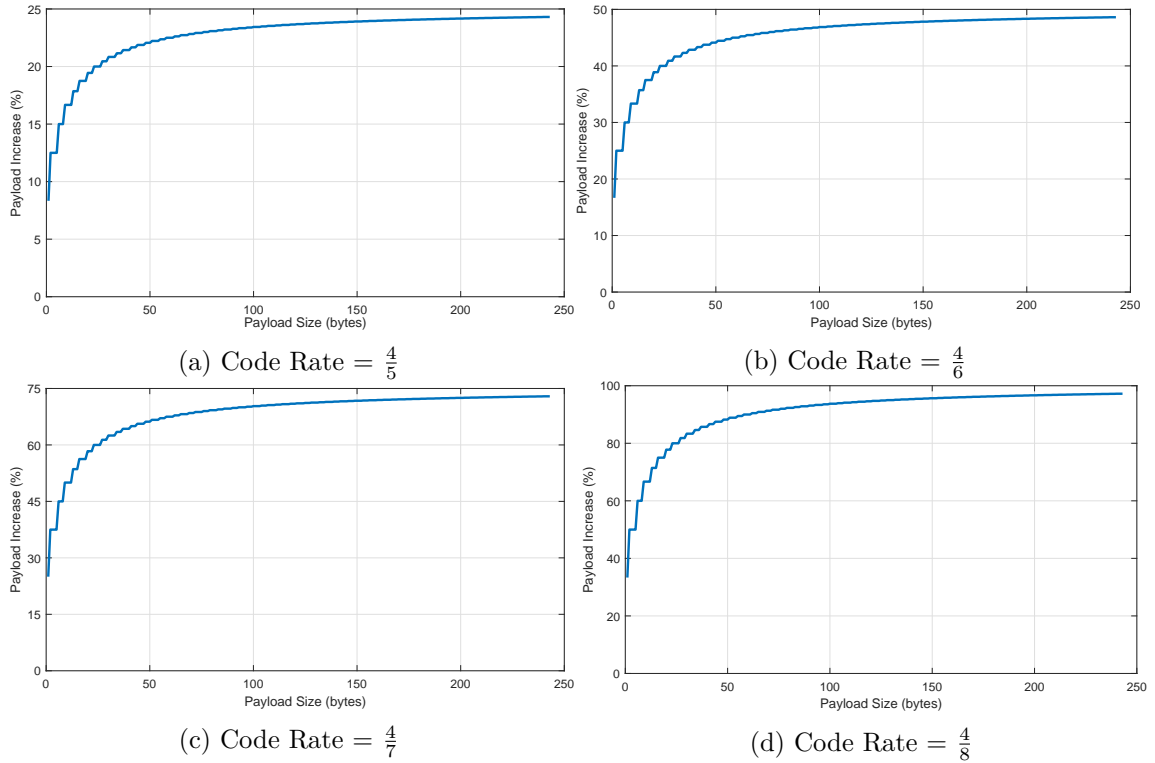 25
20
15
10
5
0
Payload Increase (%)
0 50 100 150 200 250
Payload Size (bytes)
(a) Code Rate = 4/5
50
40
30
20
10
0
Payload Increase (%)
0 50 100 150 200 250
Payload Size (bytes)
(b) Code Rate = 4/6
75
60
45
30
15
0
Payload Increase (%)
0 50 100 150 200 250
Payload Size (bytes)
(c) Code Rate = 4/7
100
80
60
40
20
0
Payload Increase (%)
0 50 100 150 200 250
Payload Size (bytes)
(d) Code Rate = 4/8